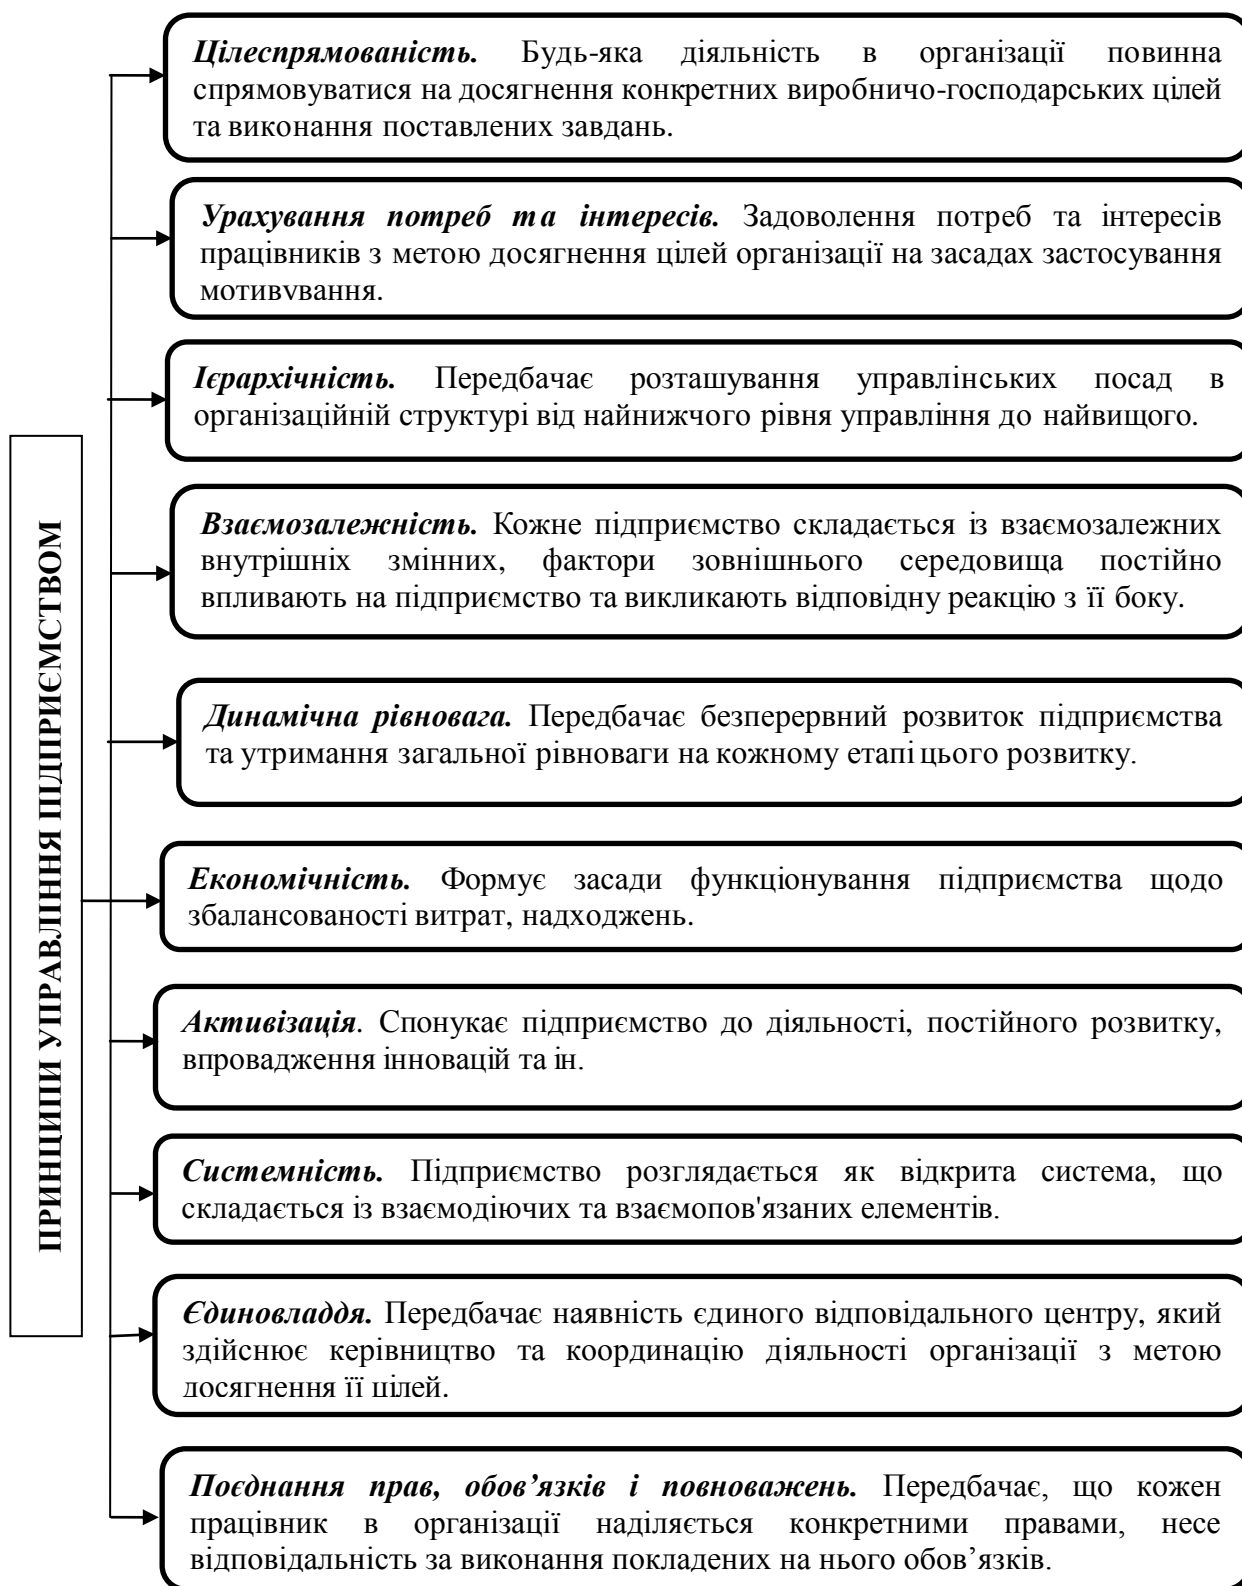 Цілеспрямованість. Будь-яка діяльність в організації повинна
спрямовуватися на досягнення конкретних виробничо-господарських цілей
та виконання поставлених завдань.
Урахування потреб та інтересів. Задоволення потреб та інтересів
працівників з метою досягнення цілей організації на засадах застосування
мотивування.
Ієрархічність. Передбачає розташування управлінських посад в
організаційній структурі від найнижчого рівня управління до найвищого.
ПРИНЦИПИ УПРАВЛІННЯ ПІДПРИЄМСТВОМ
Взаємозалежність. Кожне підприємство складається із взаємозалежних
внутрішніх змінних, фактори зовнішнього середовища постійно
впливають на підприємство та викликають відповідну реакцію з її боку.
Динамічна рівновага. Передбачає безперервний розвиток підприємства
та утримання загальної рівноваги на кожному етапі цього розвитку.
Економічність. Формує засади функціонування підприємства щодо
збалансованості витрат, надходжень.
Активізація. Спонукає підприємство до діяльності, постійного розвитку,
впровадження інновацій та ін.
Системність. Підприємство розглядається як відкрита система, що
складається із взаємодіючих та взаємопов'язаних елементів.
Єдиновладдя. Передбачає наявність єдиного відповідального центру, який
здійснює керівництво та координацію діяльності організації з метою
досягнення її цілей.
Поєднання прав, обов’язків і повноважень. Передбачає, що кожен
працівник в організації наділяється конкретними правами, несе
відповідальність за виконання покладених на нього обов’язків.